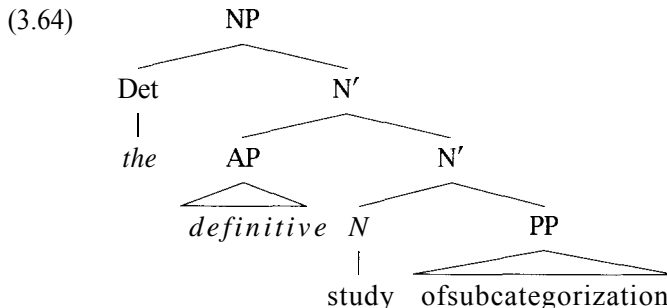 (3.64) NP
Det N′
the AP N′
definitive N PP
study ofsubcategorization